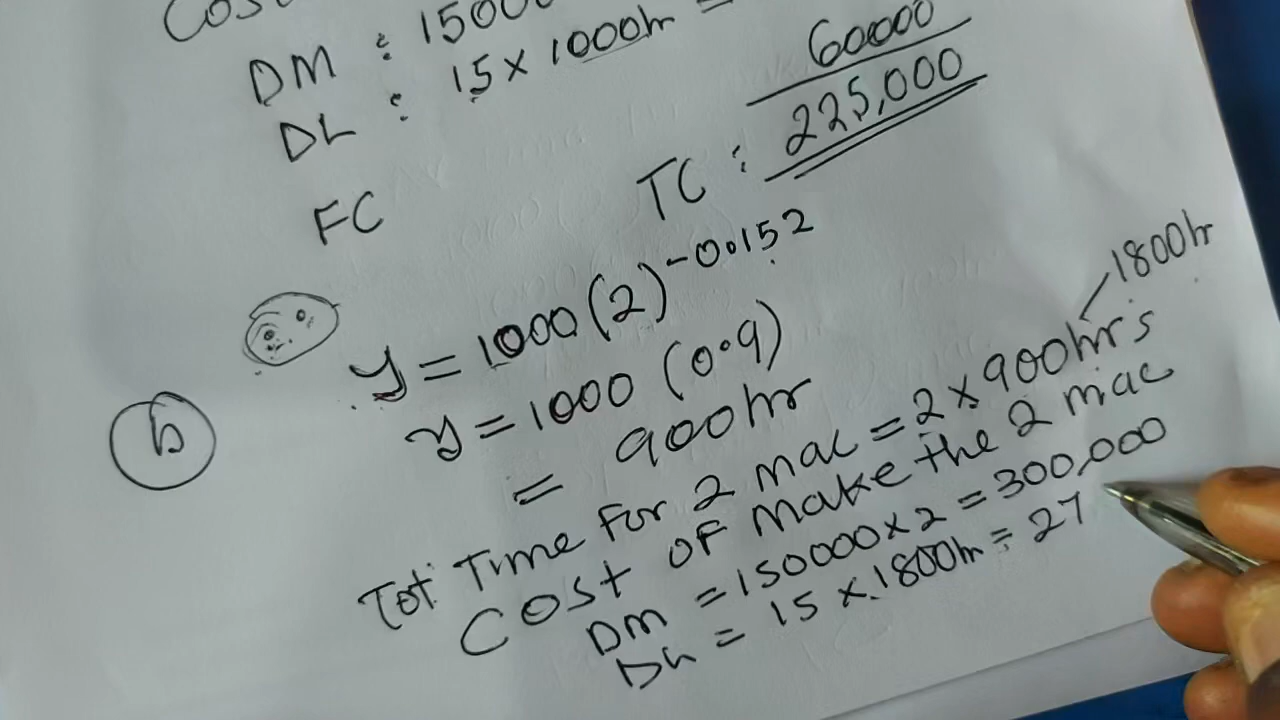 Cos
DM : 1500
DL : 15 x 1000hr =
FC 60000
TC : 225,000
y = 1000(2)-0.152
(b) y = 1000 (0.9)
= 900hr
1800hr
Tot Time For 2 mac = 2 x 900hrs
Cost OF make the 2 mac
DM = 150000 x 2 = 300,000
DL = 15 x 1800hr = 27